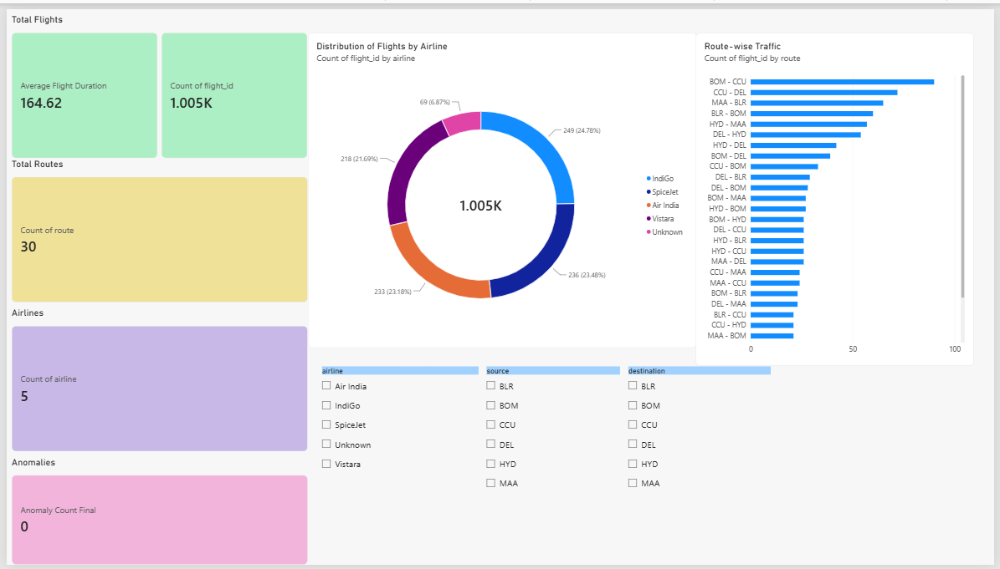 Total Flights
Average Flight Duration
164.62
Count of flight_id
1.005K
Total Routes
Count of route
30
Airlines
Count of airline
5
Anomalies
Anomaly Count Final
0
Distribution of Flights by Airline
Count of flight_id by airline
69 (6.87%)
249 (24.78%)
218 (21.69%)
1.005K
236 (23.48%)
233 (23.18%)
IndiGo
SpiceJet
Air India
Vistara
Unknown
Route-wise Traffic
Count of flight_id by route
BOM - CCU
CCU - DEL
MAA - BLR
BLR - BOM
HYD - MAA
DEL - HYD
HYD - DEL
BOM - DEL
CCU - BOM
DEL - BLR
DEL - BOM
BOM - MAA
HYD - BOM
BOM - HYD
DEL - CCU
HYD - BLR
HYD - CCU
MAA - DEL
CCU - MAA
MAA - CCU
BOM - BLR
DEL - MAA
BLR - CCU
CCU - HYD
MAA - BOM
0 50 100
airline
Air India
IndiGo
SpiceJet
Unknown
Vistara
source
BLR
BOM
CCU
DEL
HYD
MAA
destination
BLR
BOM
CCU
DEL
HYD
MAA